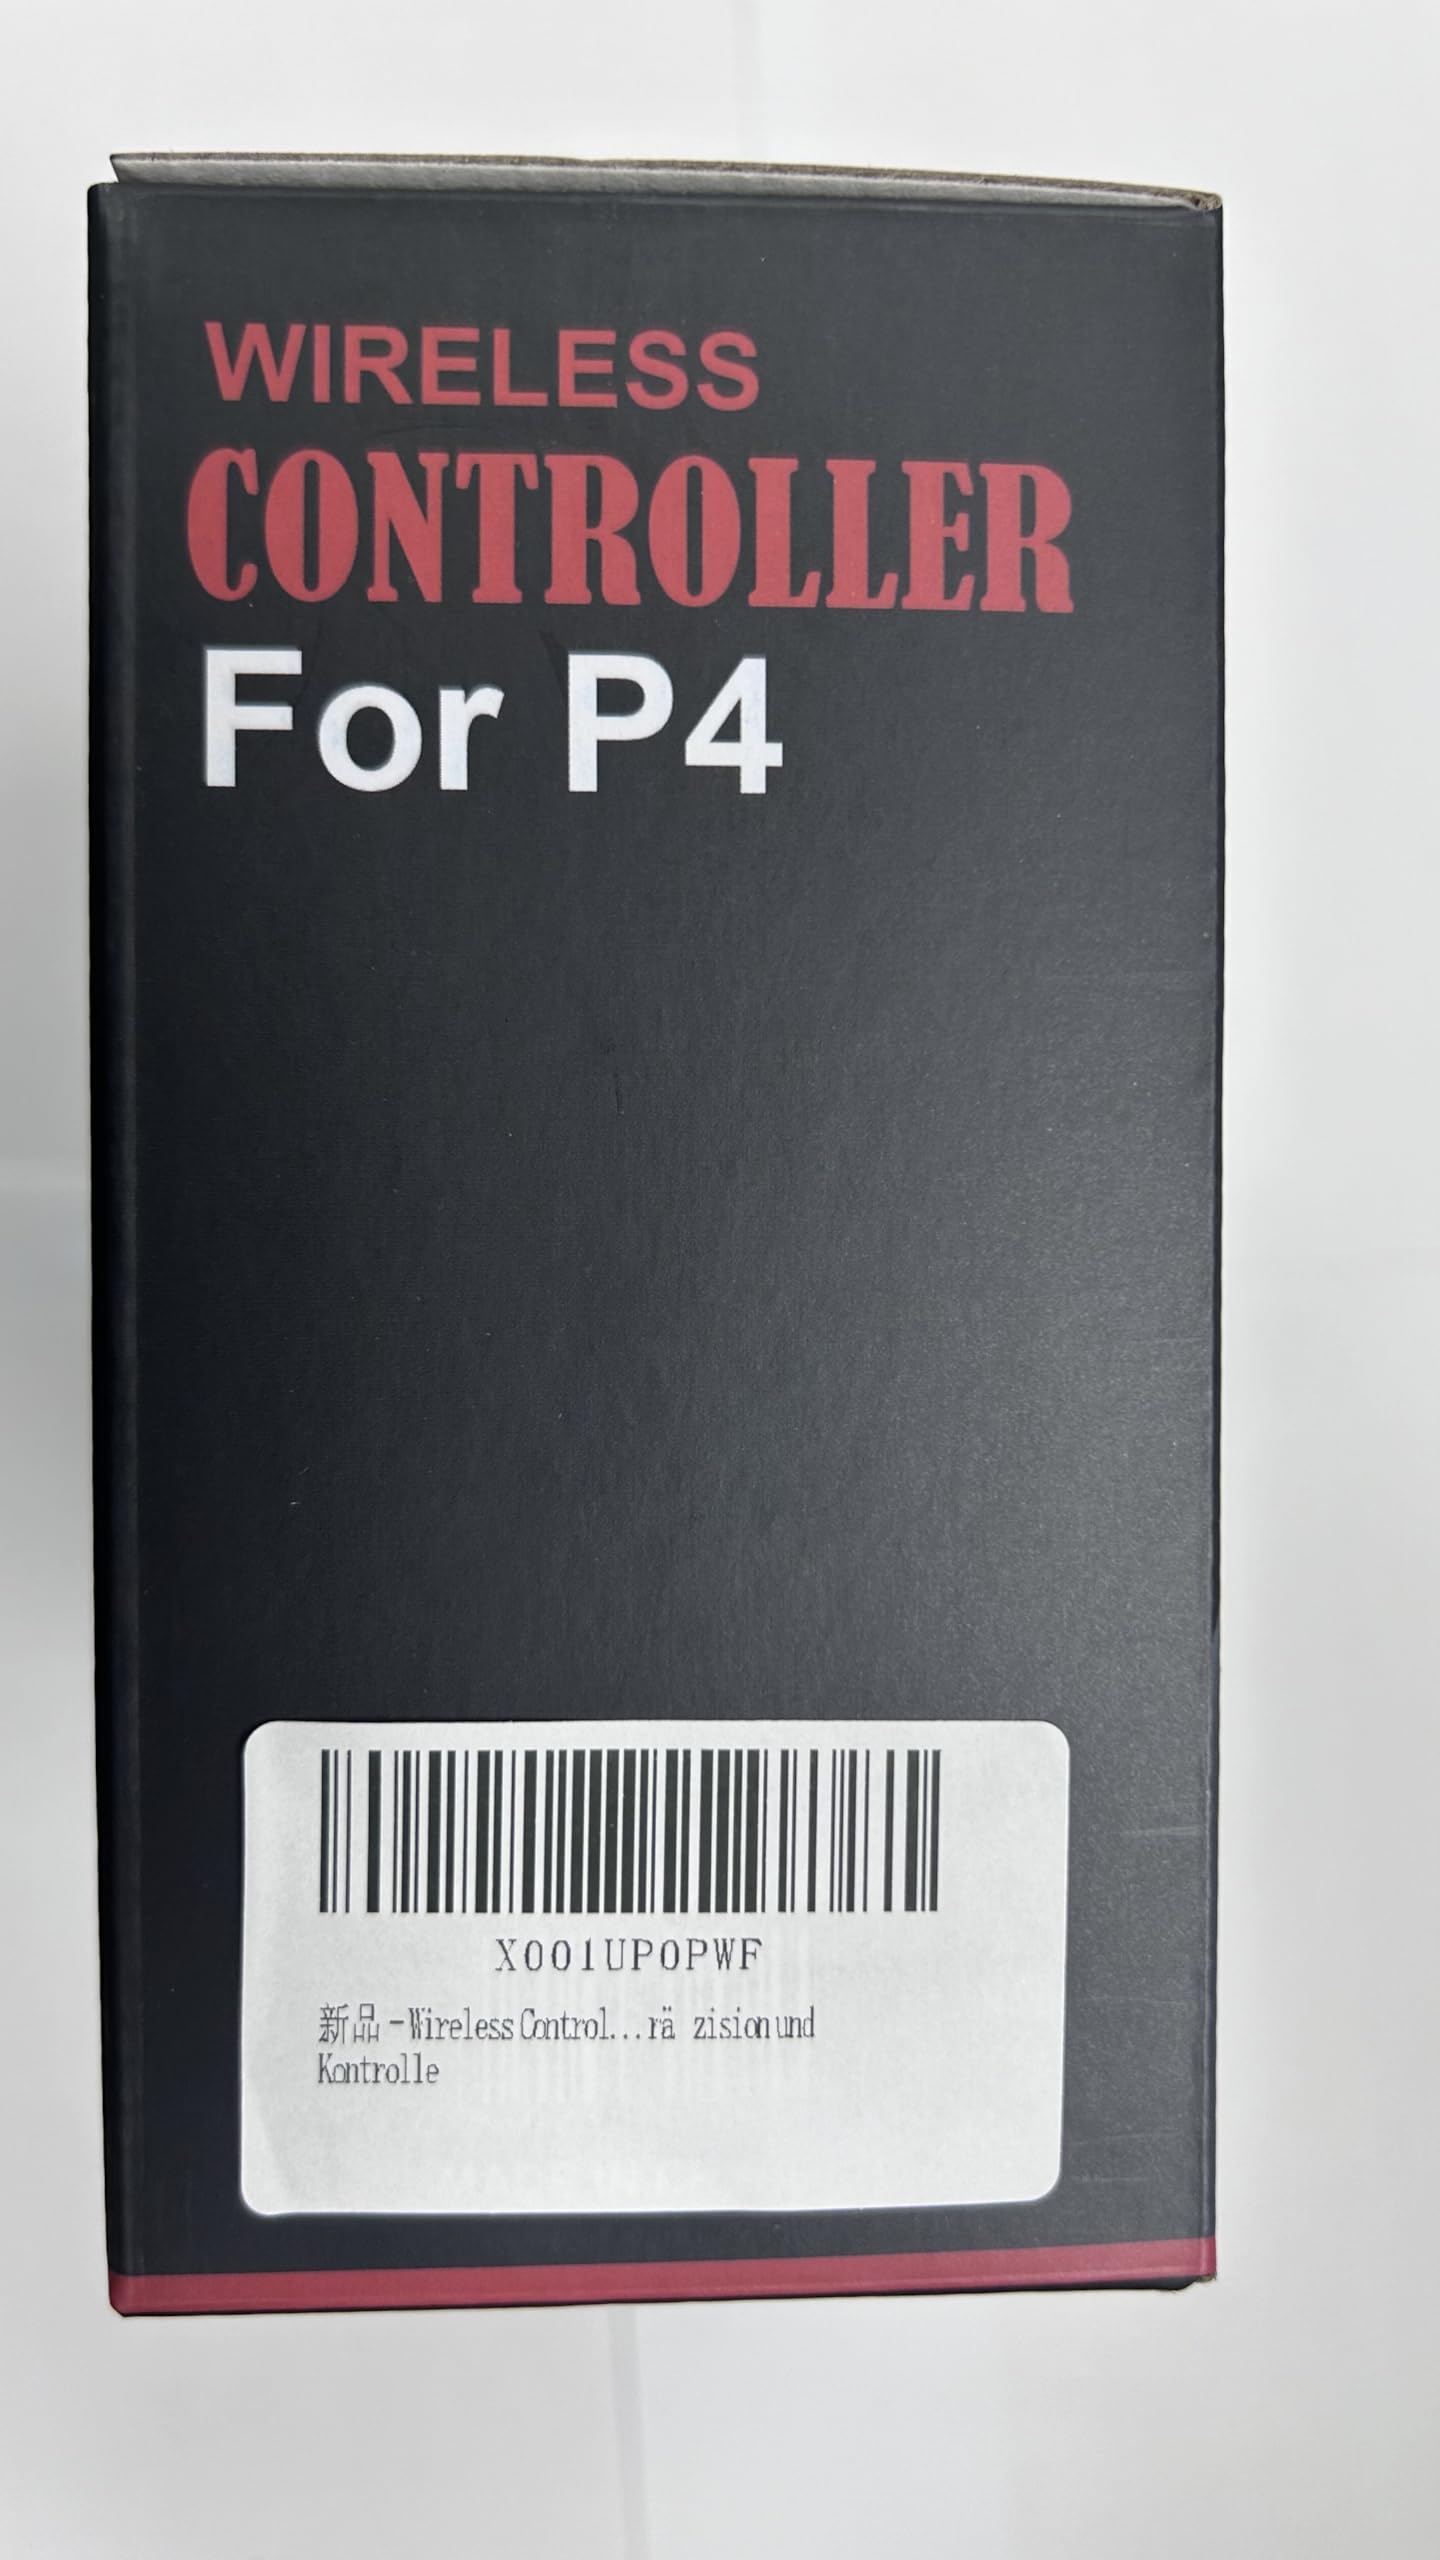 WIRELESS
CONTROLLER
For P4
X001UP0PWF
新品 - Wireless Control...rä zision und
Kontrolle